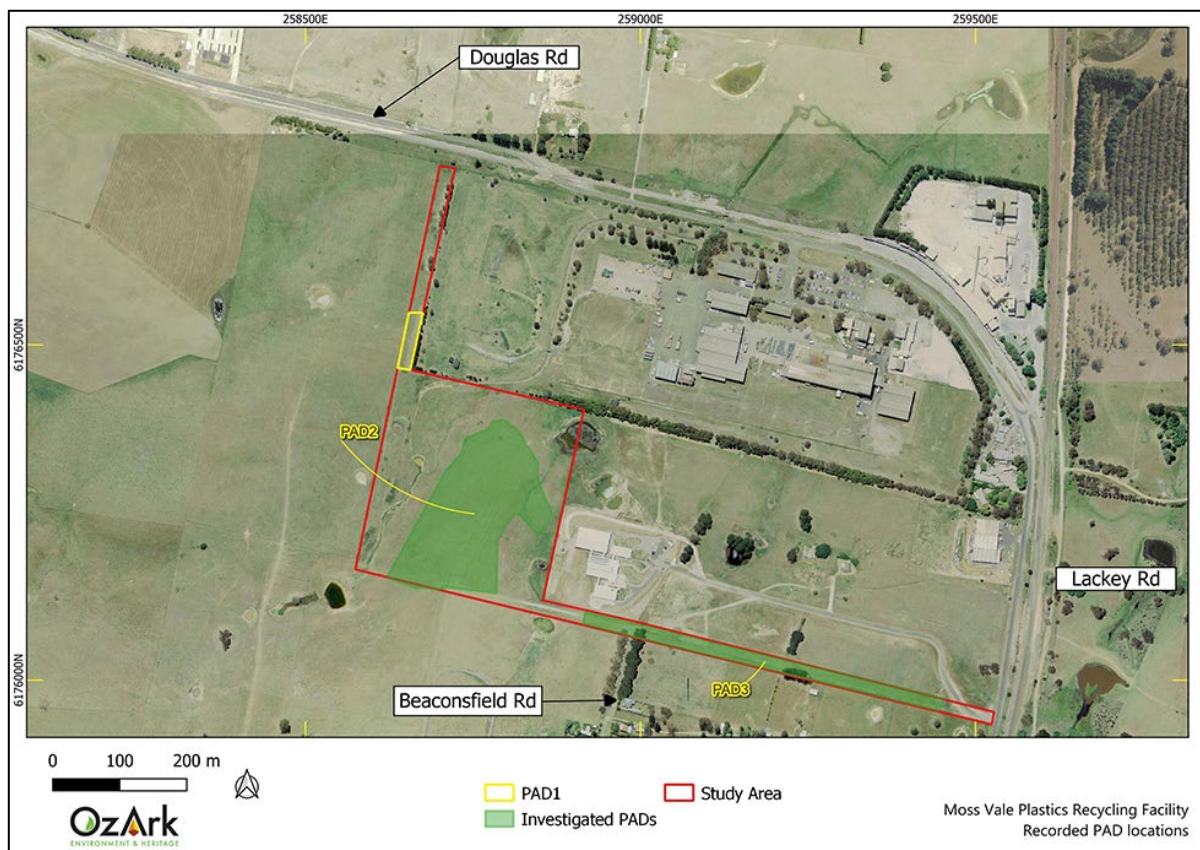 258500E
259000E
259500E
Douglas Rd
6176500N
PAD2
Lackey Rd
6176000N
PAD3
Beaconsfield Rd
0 100 200 m
PAD1
Study Area
Investigated PADs
OzArk
ENVIRONMENT & HERITAGE
Moss Vale Plastics Recycling Facility
Recorded PAD locations